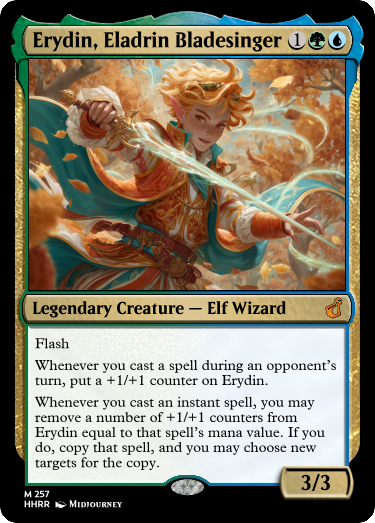 Erydin, Eladrin Bladesinger 1
Legendary Creature — Elf Wizard
Flash
Whenever you cast a spell during an opponent's
turn, put a +1/+1 counter on Erydin.
Whenever you cast an instant spell, you may
remove a number of +1/+1 counters from
Erydin equal to that spell's mana value. If you
do, copy that spell, and you may choose new
targets for the copy.
3/3
M 257
HHRR Midjourney